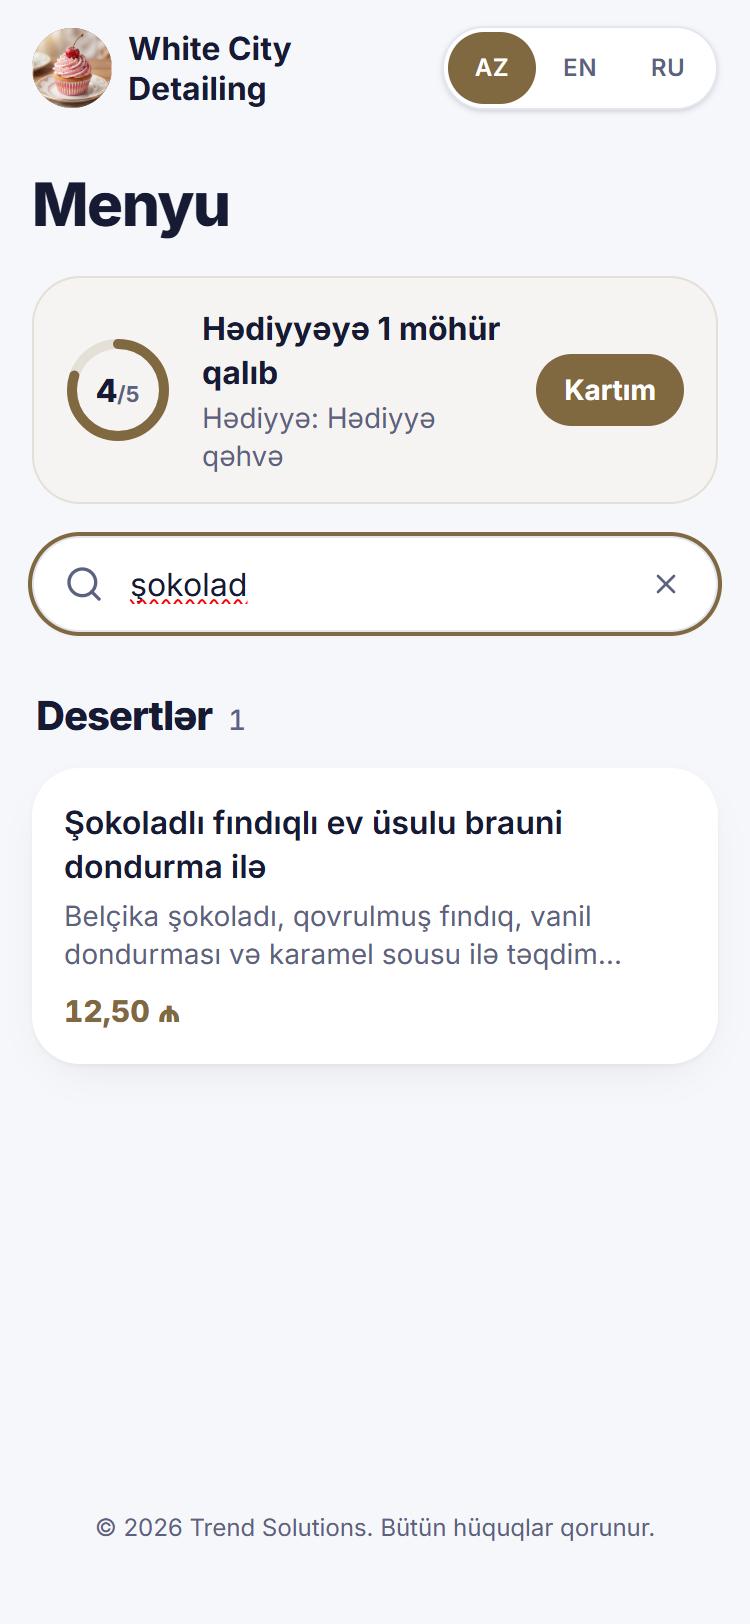 White City
Detailing
AZ EN RU
Menyu
4/5
Hədiyyəyə 1 möhür
qalıb
Hədiyyə: Hədiyyə
qəhvə
Kartım
şokolad
Desertlər 1
Şokoladlı fındıqlı ev üsulu brauni
dondurma ilə
Belçika şokoladı, qovrulmuş fındıq, vanil
dondurması və karamel sousu ilə təqdim...
12,50 ₼
© 2026 Trend Solutions. Bütün hüquqlar qorunur.